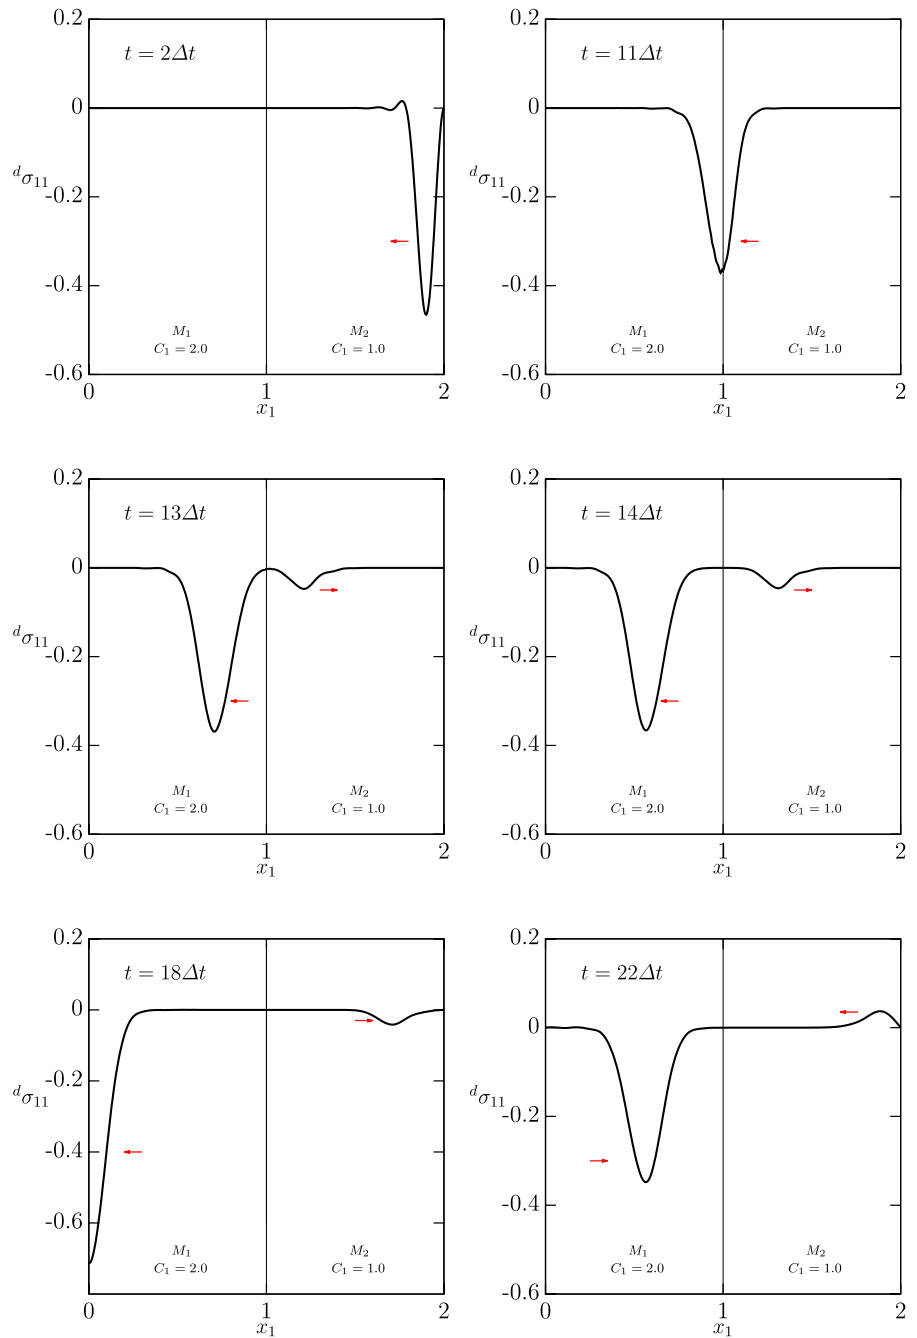 0.2
t = 2Δt
0
ᵈσ₁₁
-0.2
-0.4
M₁
C₁ = 2.0
M₂
C₁ = 1.0
-0.6
0
1
2
x₁
0.2
t = 11Δt
0
ᵈσ₁₁
-0.2
-0.4
M₁
C₁ = 2.0
M₂
C₁ = 1.0
-0.6
0
1
2
x₁
0.2
t = 13Δt
0
ᵈσ₁₁
-0.2
-0.4
M₁
C₁ = 2.0
M₂
C₁ = 1.0
-0.6
0
1
2
x₁
0.2
t = 14Δt
0
ᵈσ₁₁
-0.2
-0.4
M₁
C₁ = 2.0
M₂
C₁ = 1.0
-0.6
0
1
2
x₁
0.2
t = 18Δt
0
-0.2
ᵈσ₁₁
-0.4
-0.6
M₁
C₁ = 2.0
M₂
C₁ = 1.0
0
1
2
x₁
0.2
t = 22Δt
0
ᵈσ₁₁
-0.2
-0.4
M₁
C₁ = 2.0
M₂
C₁ = 1.0
-0.6
0
1
2
x₁